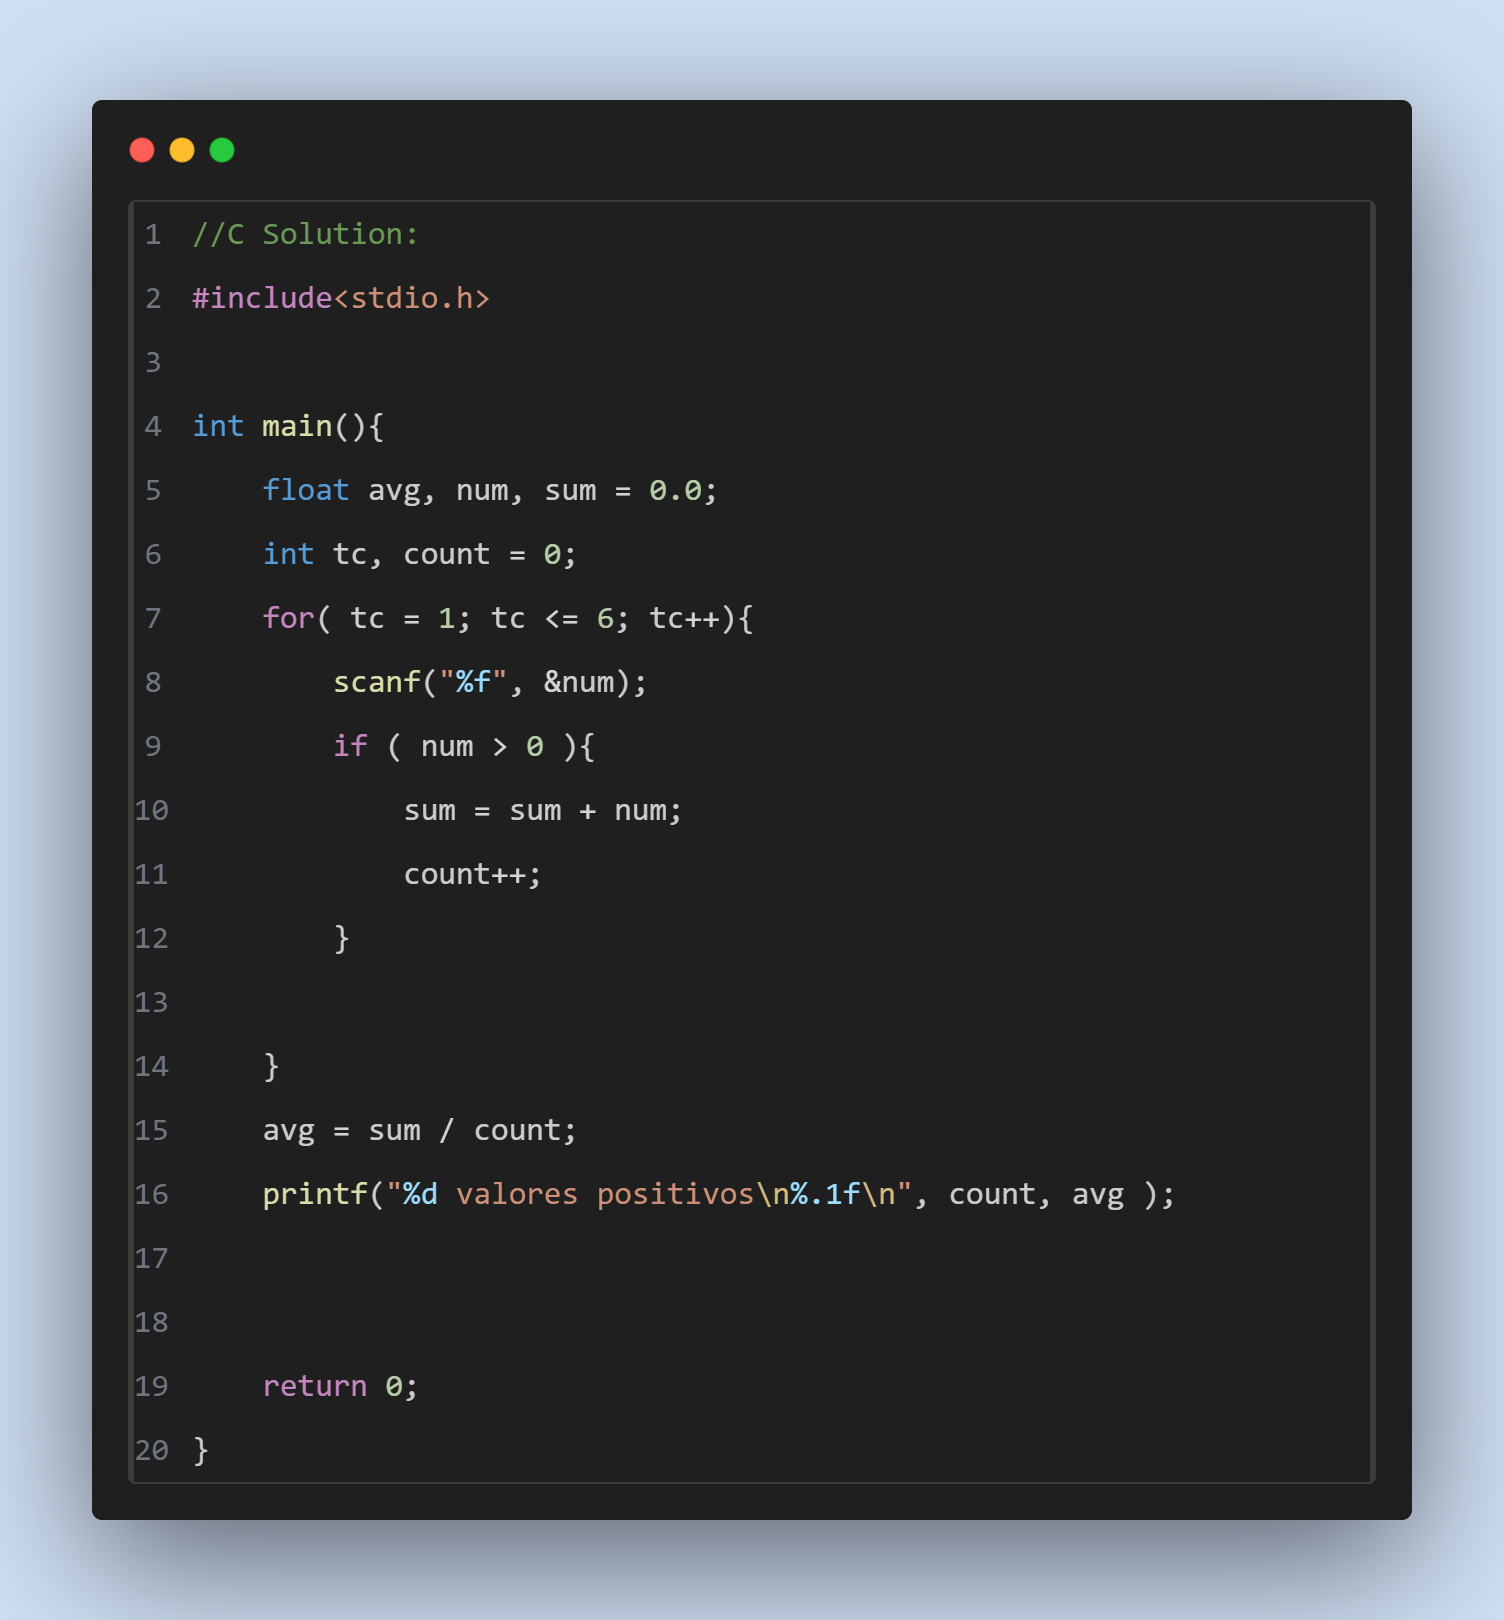 1 //C Solution:
2 #include<stdio.h>
3
4 int main(){
5     float avg, num, sum = 0.0;
6     int tc, count = 0;
7     for( tc = 1; tc <= 6; tc++){
8         scanf("%f", &num);
9         if ( num > 0 ){
10             sum = sum + num;
11             count++;
12         }
13
14     }
15     avg = sum / count;
16     printf("%d valores positivos\n%.1f\n", count, avg );
17
18
19     return 0;
20 }